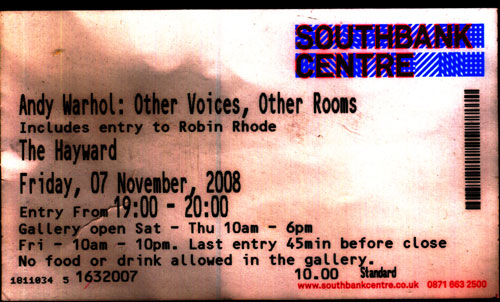 SOUTHBANK
CENTRE
Andy Warhol: Other Voices, Other Rooms
Includes entry to Robin Rhode
The Hayward
Friday, 07 November, 2008
Entry From 19:00 - 20:00
Gallery open Sat - Thu 10am - 6pm
Fri - 10am - 10pm. Last entry 45min before close
No food or drink allowed in the gallery.
1011034 5 1632007 10.00 Standard
www.southbankcentre.co.uk 0871 663 2500